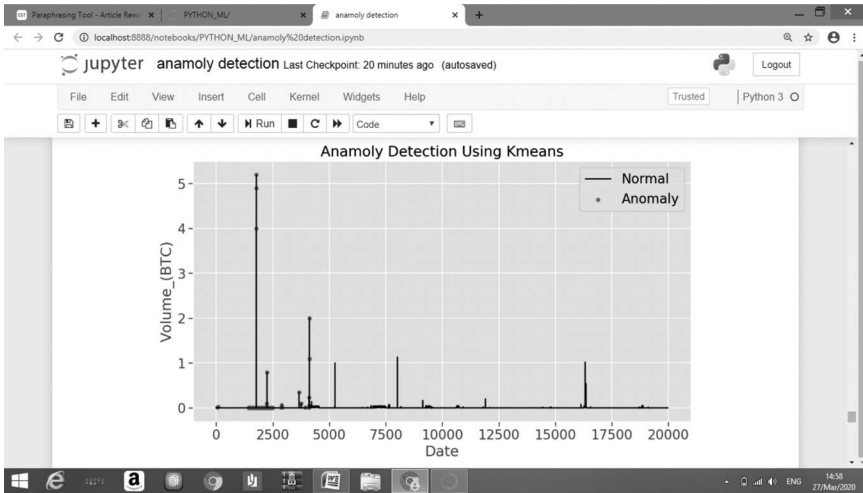 Paraphrasing Tool - Article Rewri × PYTHON_ML/ × anamoly detection × +
localhost:8888/notebooks/PYTHON_ML/anamoly%20detection.ipynb
jupyter anamoly detection Last Checkpoint: 20 minutes ago (autosaved)
Logout
File Edit View Insert Cell Kernel Widgets Help
Trusted Python 3
Run Code
Anamoly Detection Using Kmeans
Normal
Anomaly
Volume_(BTC)
5
4
3
2
1
0
0 2500 5000 7500 10000 12500 15000 17500 20000
Date
ENG
14:58
27/Mar/2020